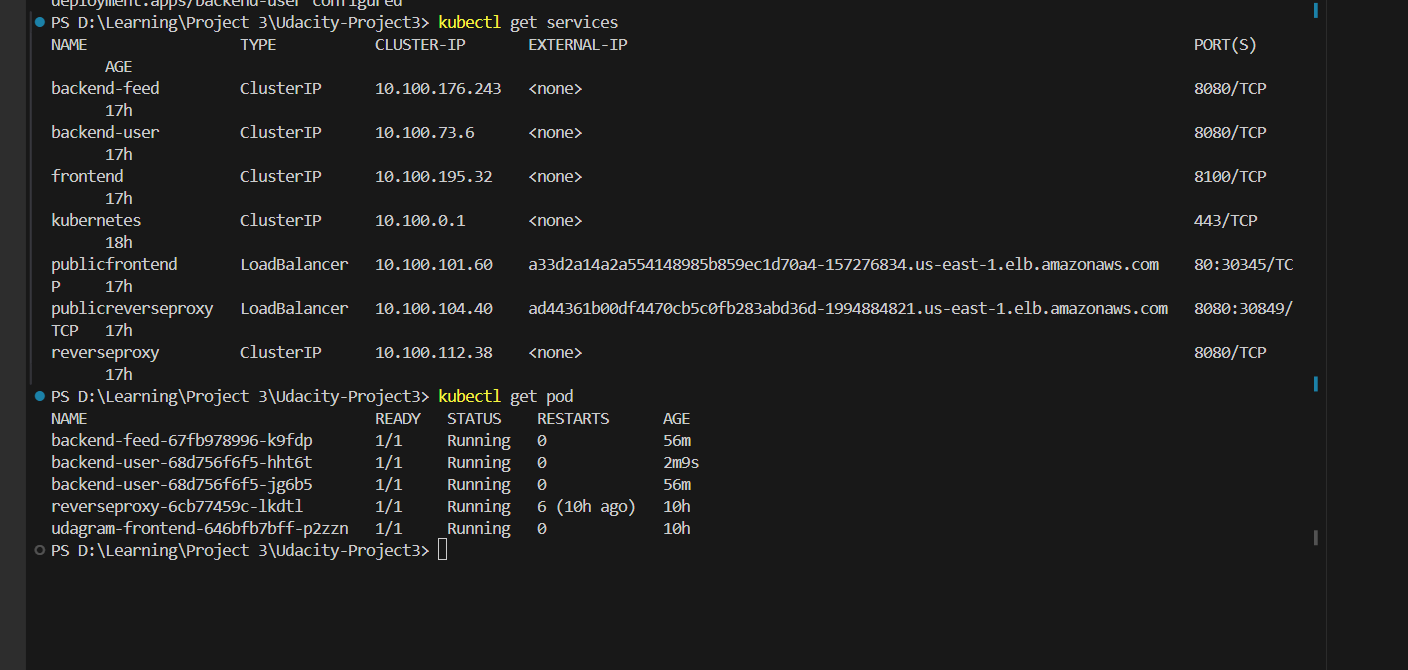 deployment.apps/backend-user configured
PS D:\Learning\Project 3\Udacity-Project3> kubectl get services
NAME TYPE CLUSTER-IP EXTERNAL-IP PORT(S)
AGE
backend-feed ClusterIP 10.100.176.243 <none> 8080/TCP
17h
backend-user ClusterIP 10.100.73.6 <none> 8080/TCP
17h
frontend ClusterIP 10.100.195.32 <none> 8100/TCP
17h
kubernetes ClusterIP 10.100.0.1 <none> 443/TCP
18h
publicfrontend LoadBalancer 10.100.101.60 a33d2a14a2a554148985b859ec1d70a4-157276834.us-east-1.elb.amazonaws.com 80:30345/TC
P 17h
publicreverseproxy LoadBalancer 10.100.104.40 ad44361b00df4470cb5c0fb283abd36d-1994884821.us-east-1.elb.amazonaws.com 8080:30849/
TCP 17h
reverseproxy ClusterIP 10.100.112.38 <none> 8080/TCP
17h
PS D:\Learning\Project 3\Udacity-Project3> kubectl get pod
NAME READY STATUS RESTARTS AGE
backend-feed-67fb978996-k9fdp 1/1 Running 0 56m
backend-user-68d756f6f5-hht6t 1/1 Running 0 2m9s
backend-user-68d756f6f5-jg6b5 1/1 Running 0 56m
reverseproxy-6cb77459c-lkdtl 1/1 Running 6 (10h ago) 10h
udagram-frontend-646bfb7bff-p2zzn 1/1 Running 0 10h
PS D:\Learning\Project 3\Udacity-Project3>